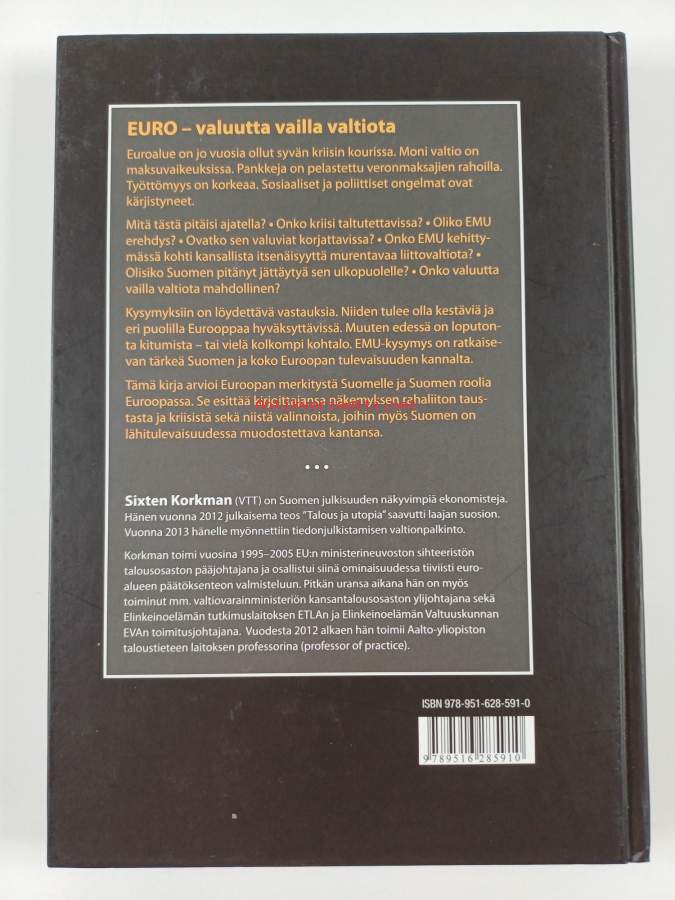 EURO – valuutta vailla valtiota
Euroalue on jo vuosia ollut syvän kriisin kourissa. Moni valtio on
maksuvaikeuksissa. Pankkeja on pelastettu veronmaksajien rahoilla.
Työttömyys on korkeaa. Sosiaaliset ja poliittiset ongelmat ovat
kärjistyneet.
Mitä tästä pitäisi ajatella? • Onko kriisi taltutettavissa? • Oliko EMU
erehdys? • Ovatko sen valuviat korjattavissa? • Onko EMU kehitty-
mässä kohti kansallista itsenäisyyttä murentavaa liittovaltiota? •
Olisiko Suomen pitänyt jättäytyä sen ulkopuolelle? • Onko valuutta
vailla valtiota mahdollinen?
Kysymyksiin on löydettävä vastauksia. Niiden tulee olla kestäviä ja
eri puolilla Eurooppaa hyväksyttävissä. Muuten edessä on loputon-
ta kitumista – tai vielä kolkompi kohtalo. EMU-kysymys on ratkaise-
van tärkeä Suomen ja koko Euroopan tulevaisuuden kannalta.
Tämä kirja arvioi Euroopan merkitystä Suomelle ja Suomen roolia
Euroopassa. Se esittää kirjoittajansa näkemyksen rahaliiton taus-
tasta ja kriisistä sekä niistä valinnoista, joihin myös Suomen on
lähitulevaisuudessa muodostettava kantansa.
• • •
Sixten Korkman (VTT) on Suomen julkisuuden näkyvimpiä ekonomisteja.
Hänen vuonna 2012 julkaisema teos "Talous ja utopia" saavutti laajan suosion.
Vuonna 2013 hänelle myönnettiin tiedonjulkistamisen valtionpalkinto.
Korkman toimi vuosina 1995–2005 EU:n ministerineuvoston sihteeristön
talousosaston pääjohtajana ja osallistui siinä ominaisuudessa tiiviisti euro-
alueen päätöksenteon valmisteluun. Pitkän uransa aikana hän on myös
toiminut mm. valtiovarainministeriön kansantalousosaston ylijohtajana sekä
Elinkeinoelämän tutkimuslaitoksen ETLAn ja Elinkeinoelämän Valtuuskunnan
EVAn toimitusjohtajana. Vuodesta 2012 alkaen hän toimii Aalto-yliopiston
taloustieteen laitoksen professorina (professor of practice).
ISBN 978-951-628-591-0
9 789516 285910